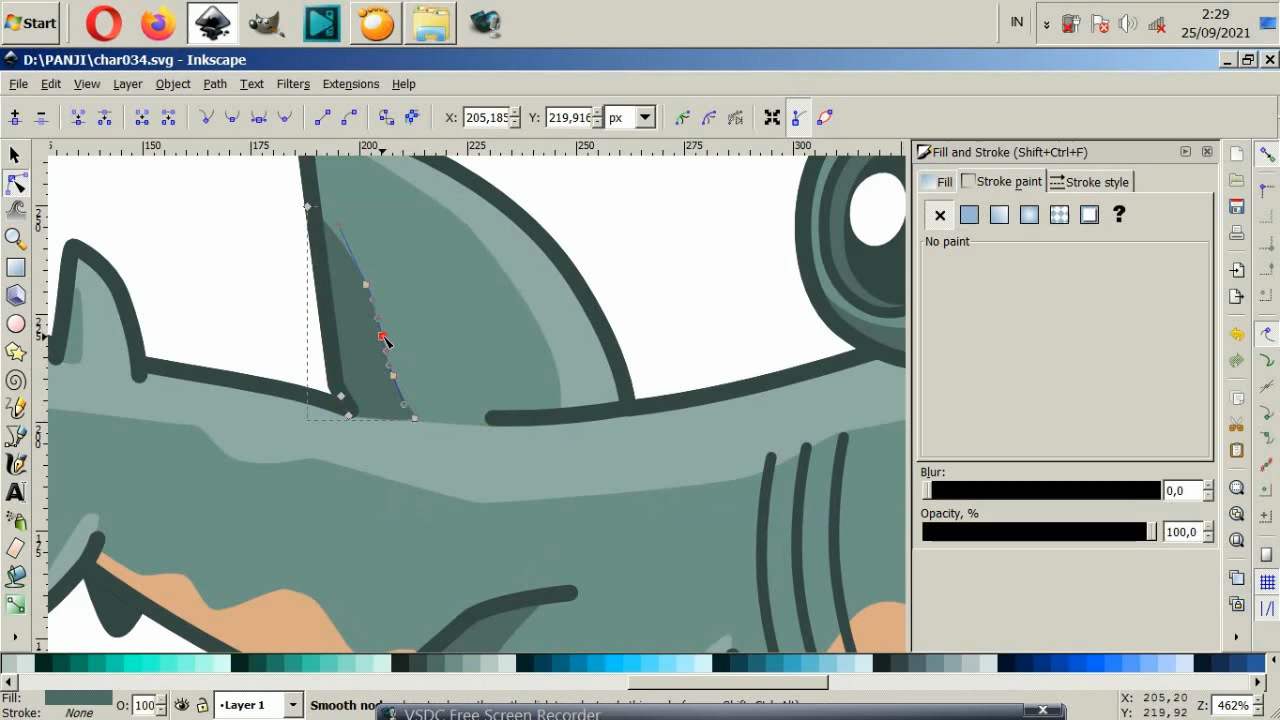 Start
IN
2:29
25/09/2021
D:\PANJI\char034.svg - Inkscape
File Edit View Layer Object Path Text Filters Extensions Help
X: 205,185 Y: 219,916 px
150 175 200 225 250 275 300
Fill and Stroke (Shift+Ctrl+F)
Fill Stroke paint Stroke style
?
No paint
Blur:
0,0
Opacity, %
100,0
Fill:
Stroke: None
O: 100
Layer 1
Smooth node
X: 205,20
Y: 219,92
Z: 462%
VSDC Free Screen Recorder